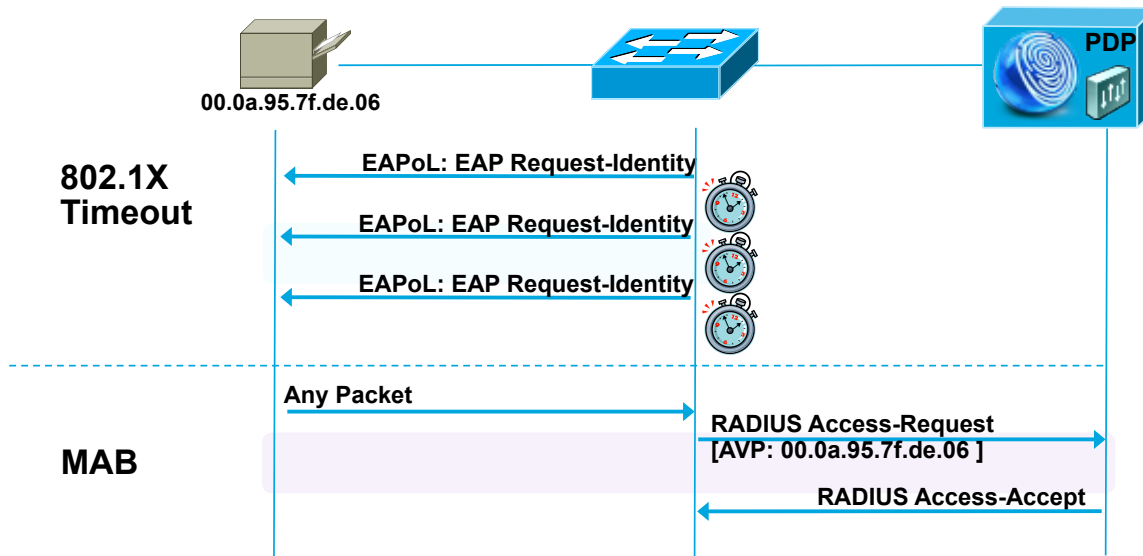 PDP
00.0a.95.7f.de.06
802.1X
Timeout
EAPoL: EAP Request-Identity
EAPoL: EAP Request-Identity
EAPoL: EAP Request-Identity
Any Packet
RADIUS Access-Request
[AVP: 00.0a.95.7f.de.06 ]
MAB
RADIUS Access-Accept